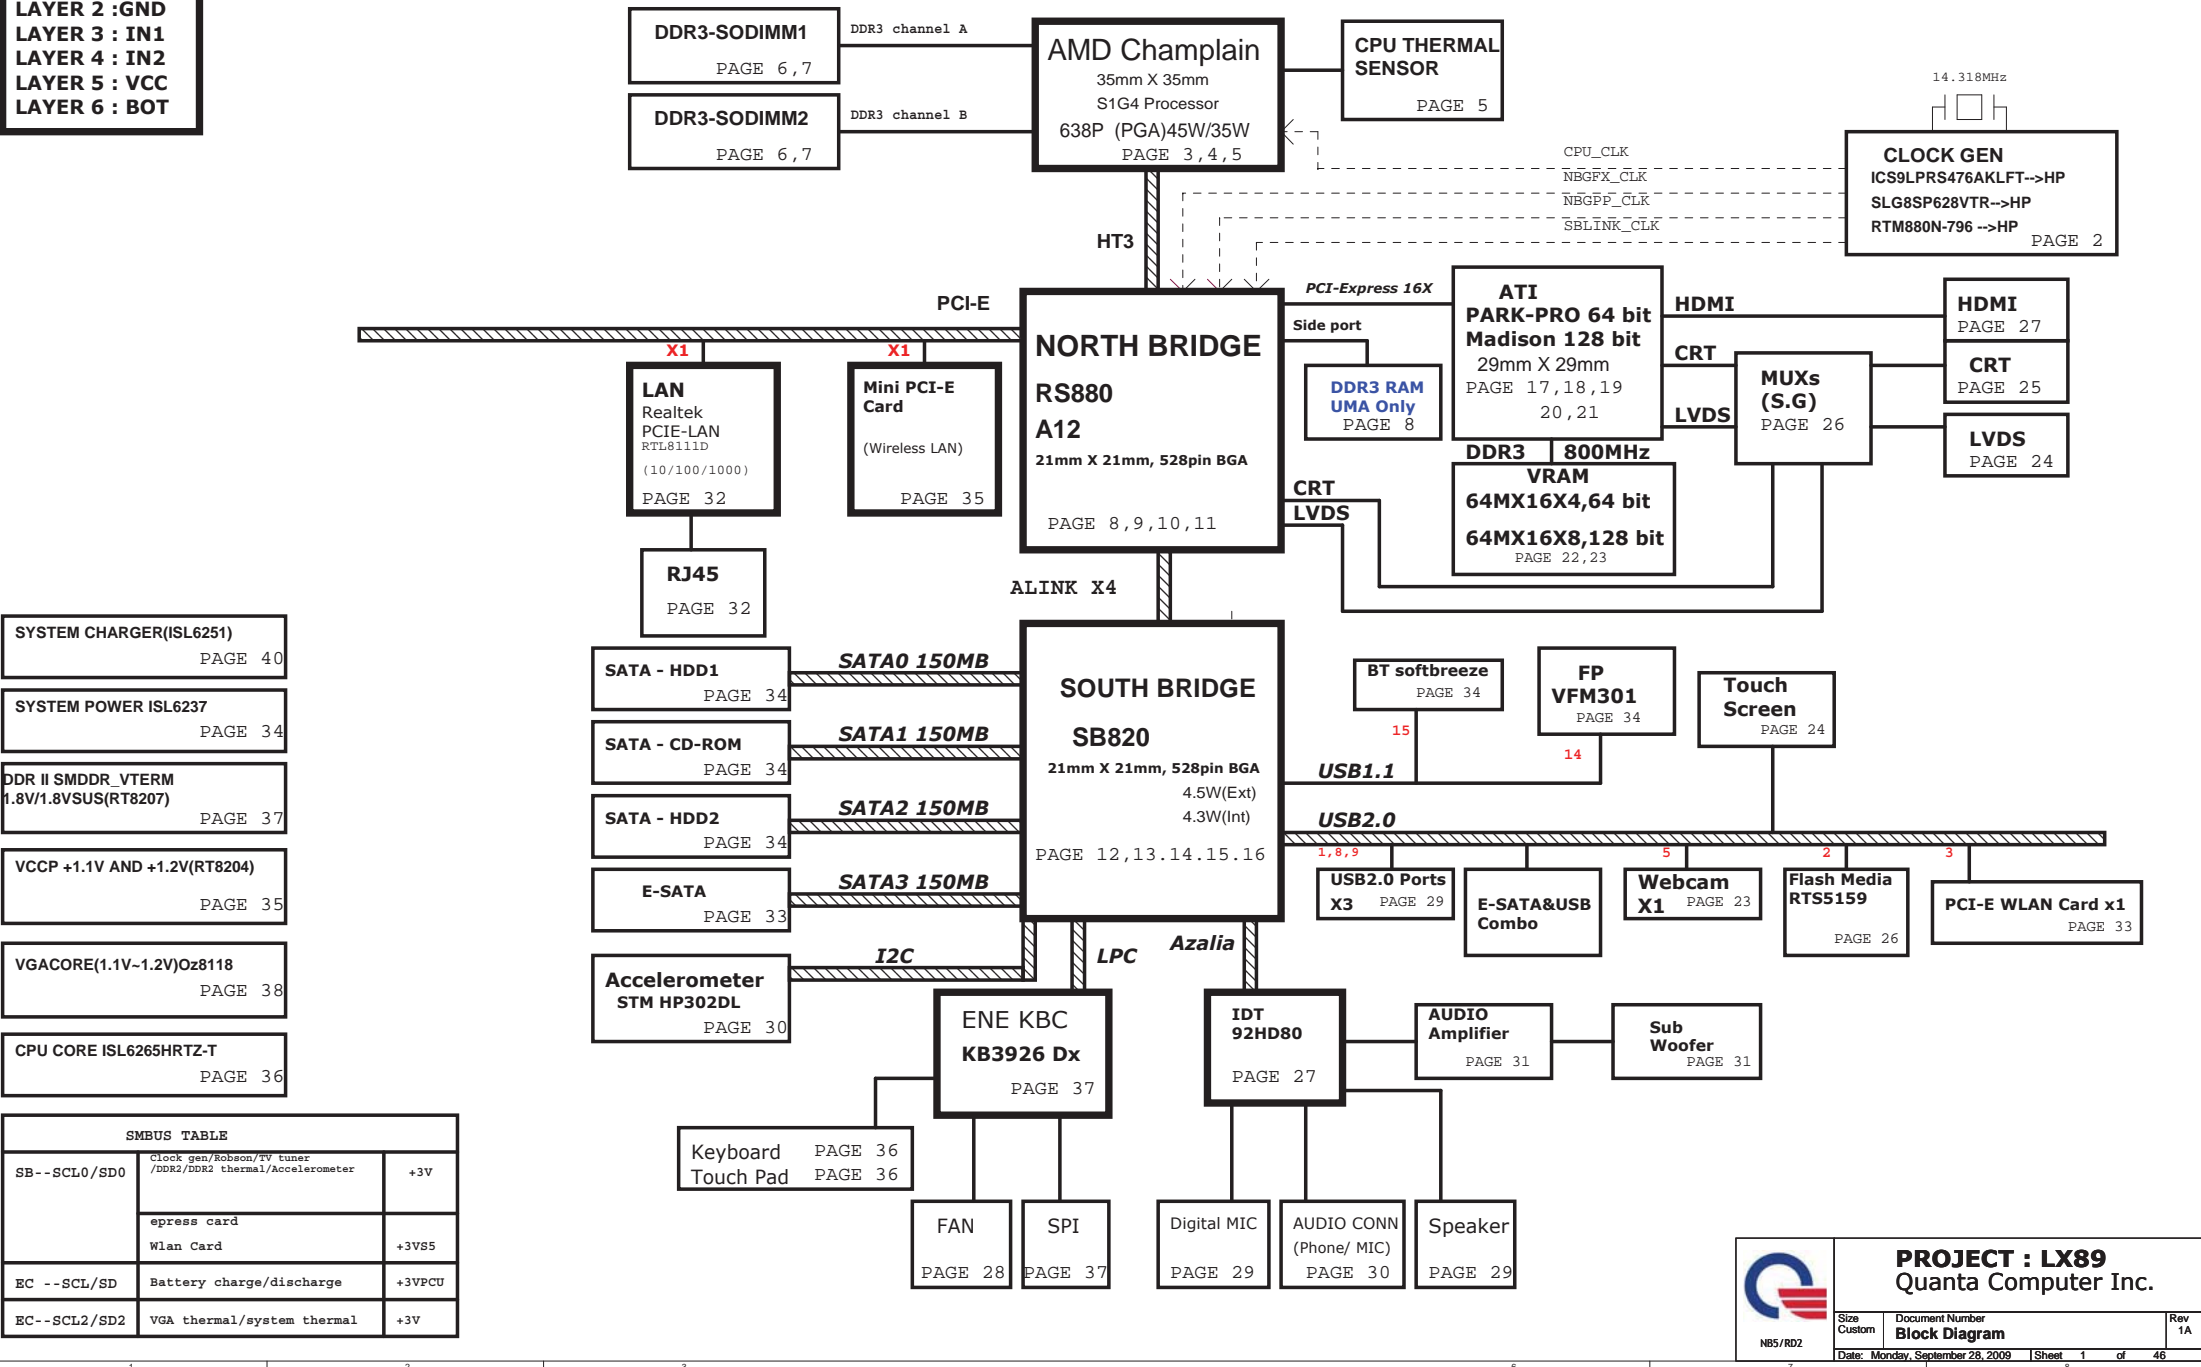 LAYER 2 :GND
LAYER 3 : IN1
LAYER 4 : IN2
LAYER 5 : VCC
LAYER 6 : BOT
DDR3-SODIMM1
PAGE 6,7
DDR3 channel A
DDR3-SODIMM2
PAGE 6,7
DDR3 channel B
AMD Champlain
35mm X 35mm
S1G4 Processor
638P (PGA)45W/35W
PAGE 3,4,5
CPU THERMAL
SENSOR
PAGE 5
14.318MHz
CLOCK GEN
ICS9LPRS476AKLFT-->HP
SLG8SP628VTR-->HP
RTM880N-796 -->HP
PAGE 2
CPU_CLK
NBGFX_CLK
NBGPP_CLK
SBLINK_CLK
HT3
PCI-E
X1
X1
LAN
Realtek
PCIE-LAN
RTL8111D
(10/100/1000)
PAGE 32
Mini PCI-E
Card
(Wireless LAN)
PAGE 35
RJ45
PAGE 32
NORTH BRIDGE
RS880
A12
21mm X 21mm, 528pin BGA
PAGE 8,9,10,11
PCI-Express 16X
Side port
DDR3 RAM
UMA Only
PAGE 8
ATI
PARK-PRO 64 bit
Madison 128 bit
29mm X 29mm
PAGE 17,18,19
20,21
DDR3
800MHz
VRAM
64MX16X4,64 bit
64MX16X8,128 bit
PAGE 22,23
HDMI
CRT
LVDS
MUXs
(S.G)
PAGE 26
HDMI
PAGE 27
CRT
PAGE 25
LVDS
PAGE 24
CRT
LVDS
ALINK X4
SOUTH BRIDGE
SB820
21mm X 21mm, 528pin BGA
4.5W(Ext)
4.3W(Int)
PAGE 12,13.14.15.16
SATA - HDD1
PAGE 34
SATA0 150MB
SATA - CD-ROM
PAGE 34
SATA1 150MB
SATA - HDD2
PAGE 34
SATA2 150MB
E-SATA
PAGE 33
SATA3 150MB
Accelerometer
STM HP302DL
PAGE 30
I2C
LPC
Azalia
BT softbreeze
PAGE 34
15
FP
VFM301
PAGE 34
14
USB1.1
Touch
Screen
PAGE 24
USB2.0
1,8,9
5
2
3
USB2.0 Ports
X3 PAGE 29
E-SATA&USB
Combo
Webcam
X1 PAGE 23
Flash Media
RTS5159
PAGE 26
PCI-E WLAN Card x1
PAGE 33
ENE KBC
KB3926 Dx
PAGE 37
Keyboard PAGE 36
Touch Pad PAGE 36
FAN
PAGE 28
SPI
PAGE 37
IDT
92HD80
PAGE 27
AUDIO
Amplifier
PAGE 31
Sub
Woofer
PAGE 31
Digital MIC
PAGE 29
AUDIO CONN
(Phone/ MIC)
PAGE 30
Speaker
PAGE 29
SYSTEM CHARGER(ISL6251)
PAGE 40
SYSTEM POWER ISL6237
PAGE 34
DDR II SMDDR_VTERM
1.8V/1.8VSUS(RT8207)
PAGE 37
VCCP +1.1V AND +1.2V(RT8204)
PAGE 35
VGACORE(1.1V~1.2V)Oz8118
PAGE 38
CPU CORE ISL6265HRTZ-T
PAGE 36
SMBUS TABLE
SB--SCL0/SD0
Clock gen/Robson/TV tuner
/DDR2/DDR2 thermal/Accelerometer
+3V
epress card
Wlan Card
+3VS5
EC --SCL/SD
Battery charge/discharge
+3VPCU
EC--SCL2/SD2
VGA thermal/system thermal
+3V
NB5/RD2
PROJECT : LX89
Quanta Computer Inc.
Size
Custom
Document Number
Block Diagram
Rev
1A
Date: Monday, September 28, 2009
Sheet 1 of 46